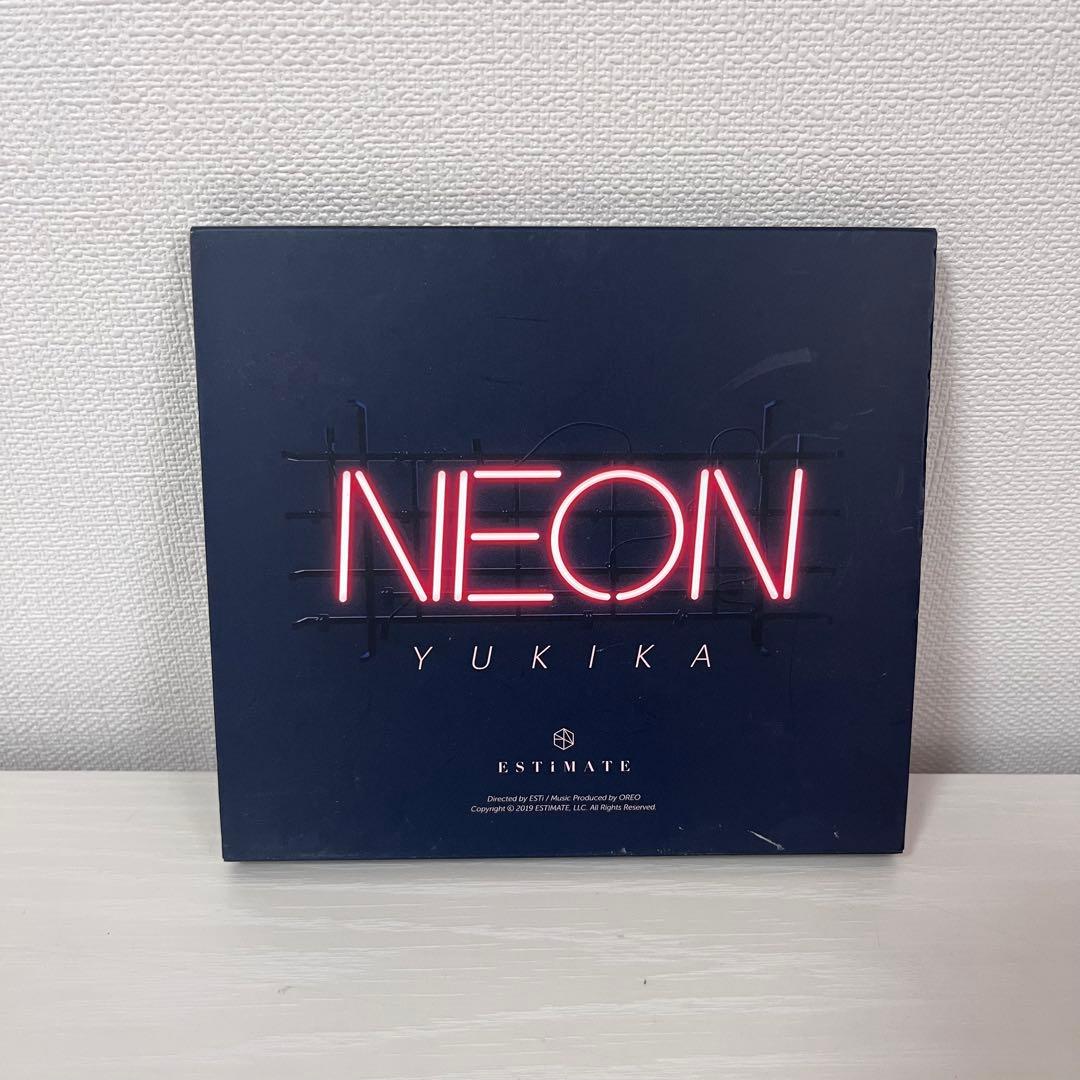 NEON
YUKIKA
ESTiMATE
Directed by ESTi / Music Produced by OREO
Copyright © 2019 ESTIMATE, LLC. All Rights Reserved.